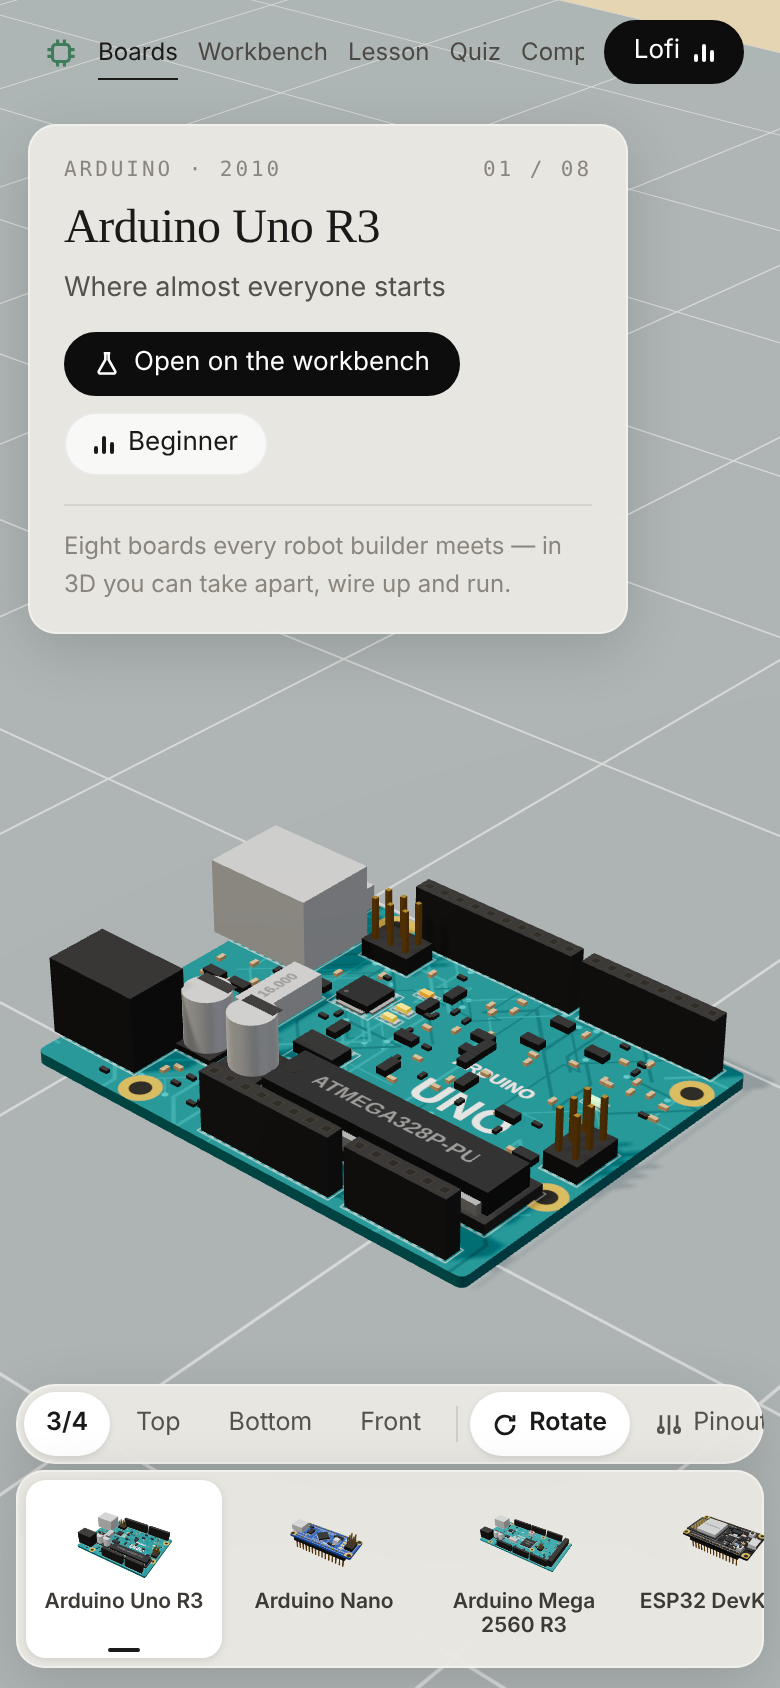 Boards Workbench Lesson Quiz Comp Lofi
ARDUINO · 2010 01 / 08
Arduino Uno R3
Where almost everyone starts
Open on the workbench
Beginner
Eight boards every robot builder meets — in
3D you can take apart, wire up and run.
16.000
ARDUINO
UNO
ATMEGA328P-PU
3/4 Top Bottom Front Rotate Pinout
Arduino Uno R3 Arduino Nano Arduino Mega ESP32 DevK
2560 R3